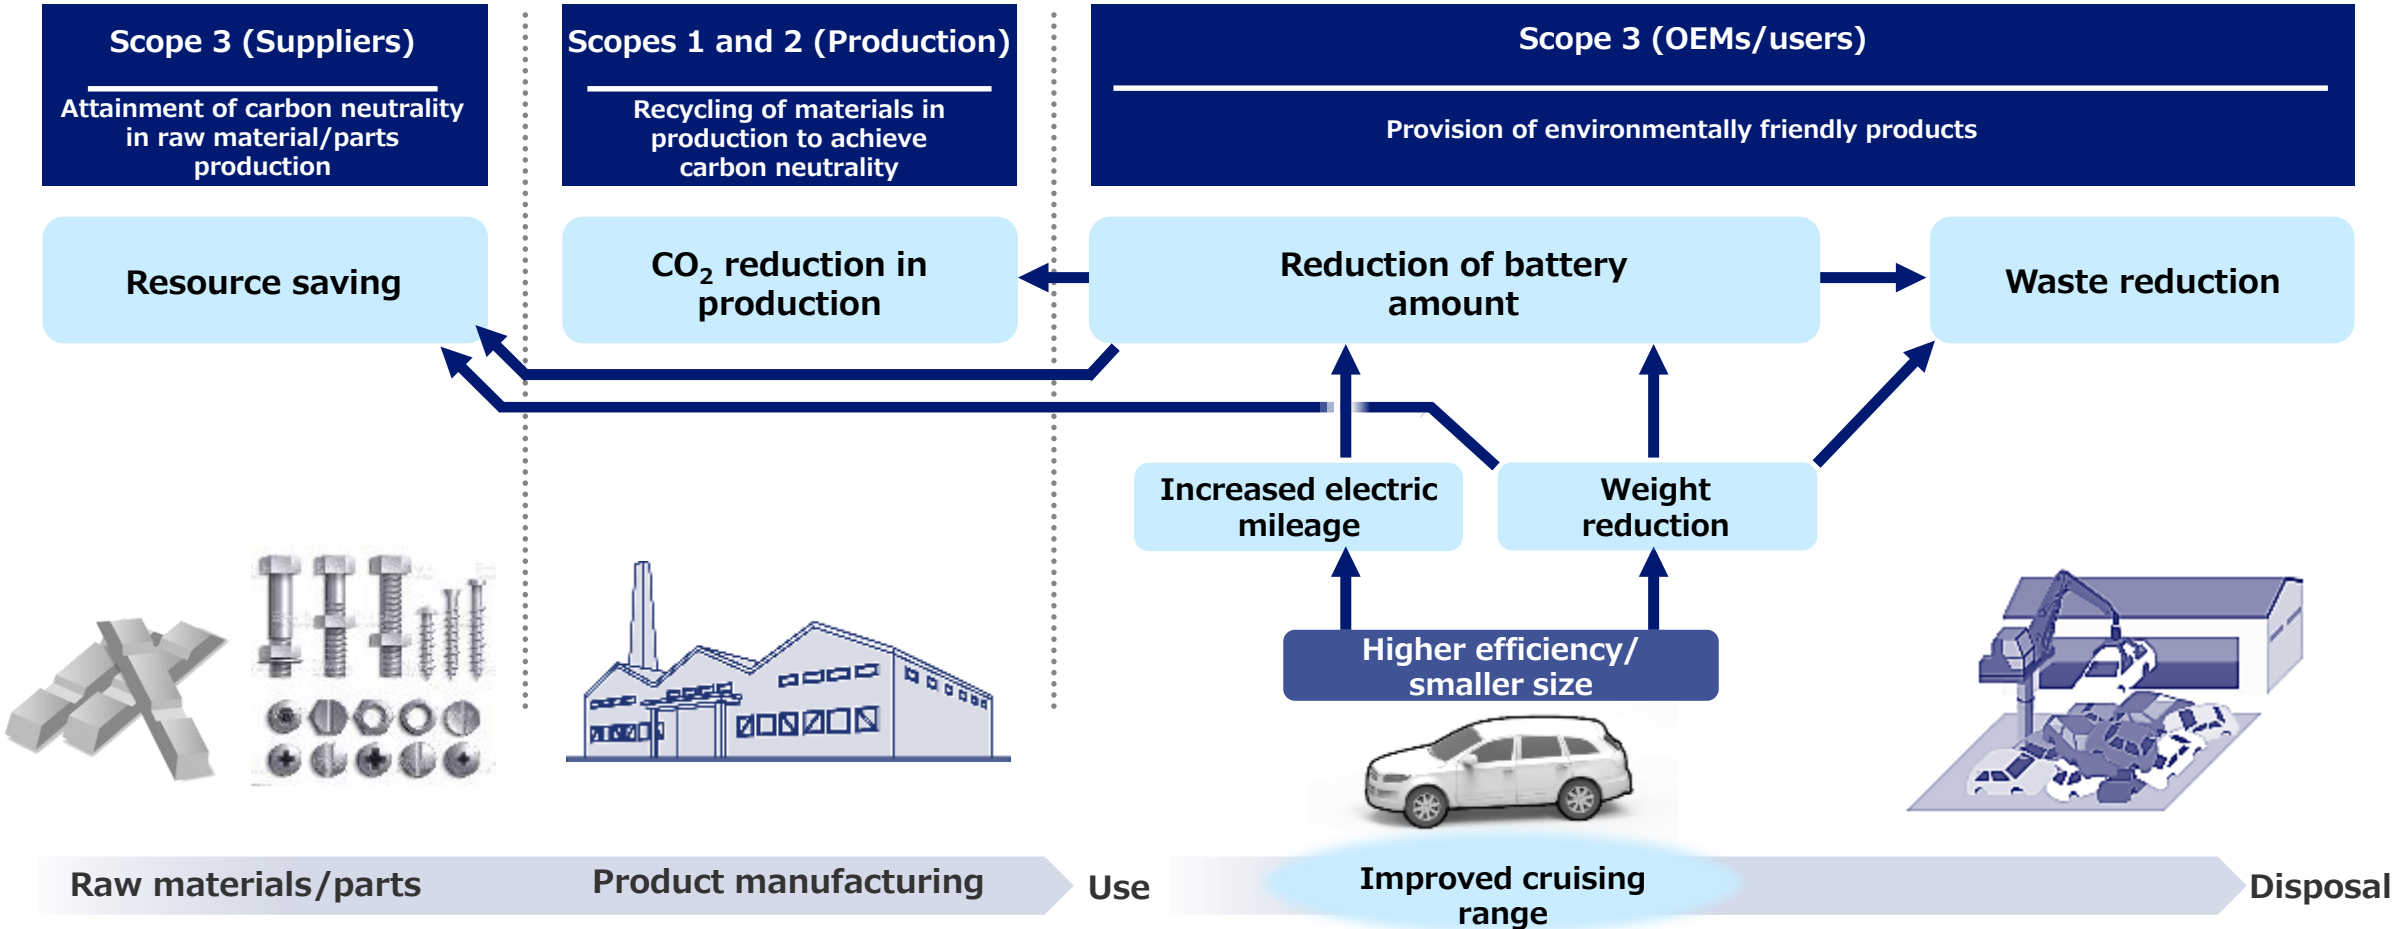 Scope 3 (Suppliers)
Attainment of carbon neutrality
in raw material/parts
production
Scopes 1 and 2 (Production)
Recycling of materials in
production to achieve
carbon neutrality
Scope 3 (OEMs/users)
Provision of environmentally friendly products
Resource saving
CO₂ reduction in
production
Reduction of battery
amount
Waste reduction
Increased electric
mileage
Weight
reduction
Higher efficiency/
smaller size
Raw materials/parts
Product manufacturing
Use
Improved cruising
range
Disposal